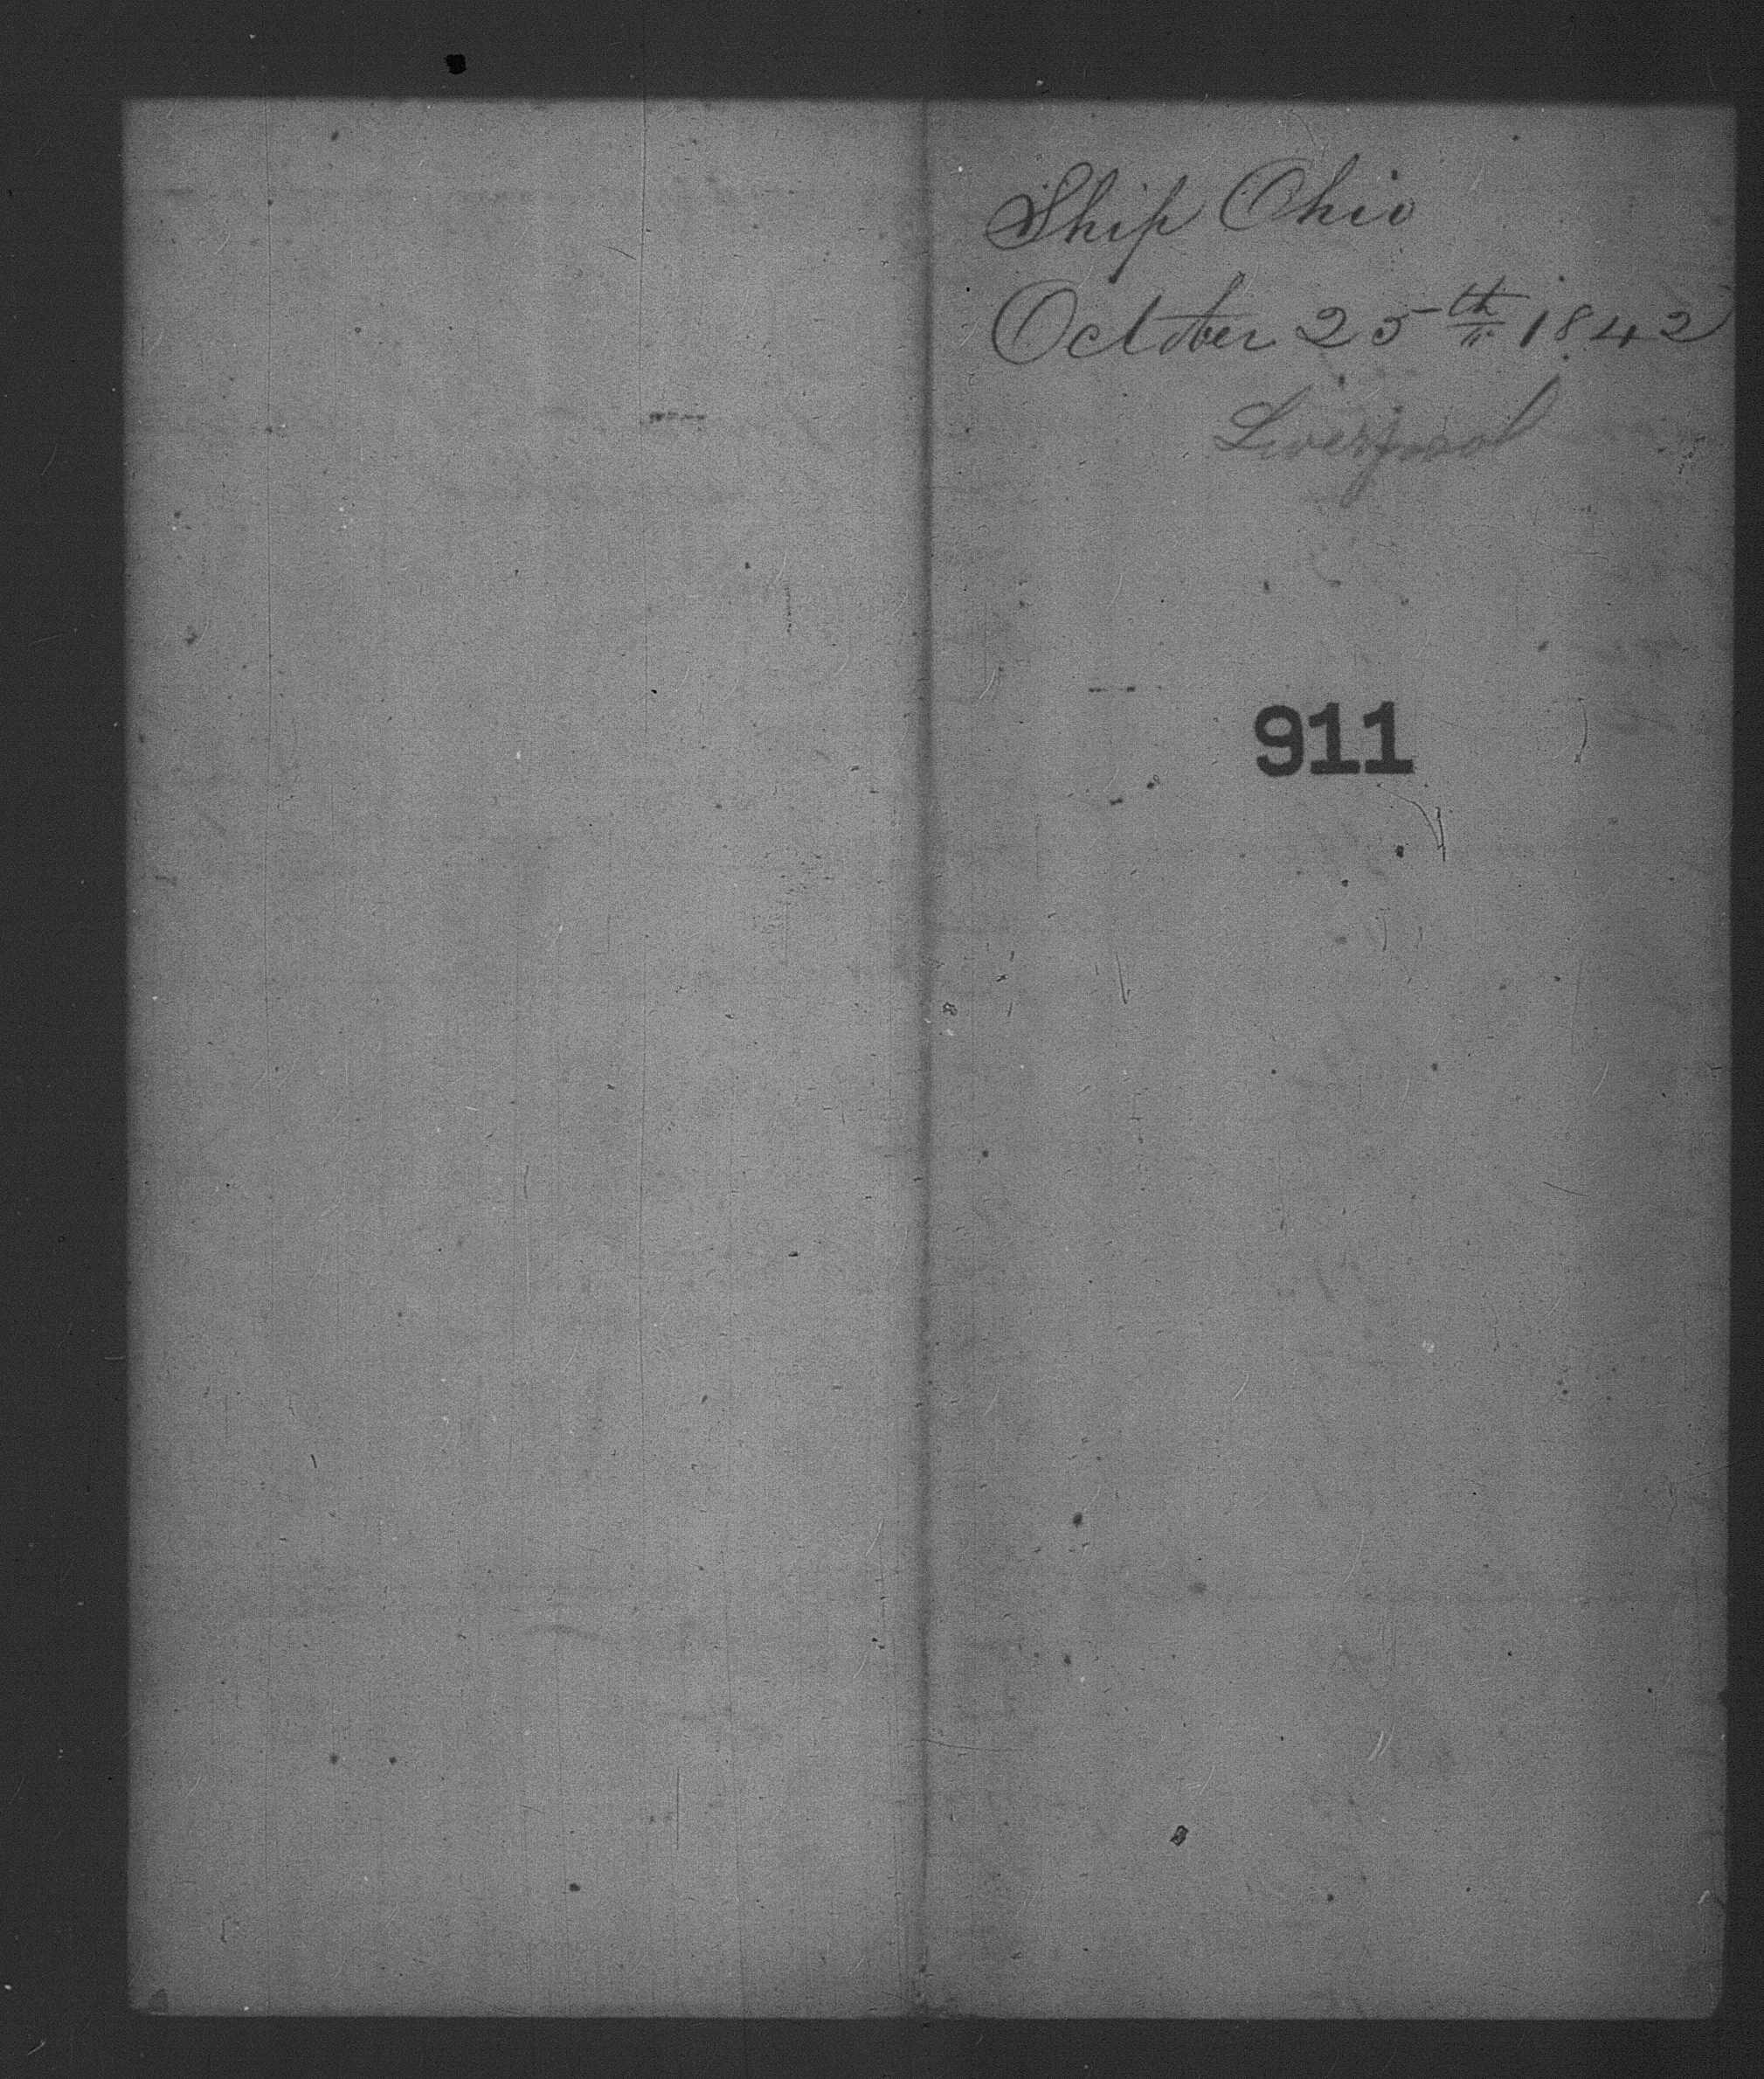 Ship Ohio
October 25th 1842
Liverpool
911